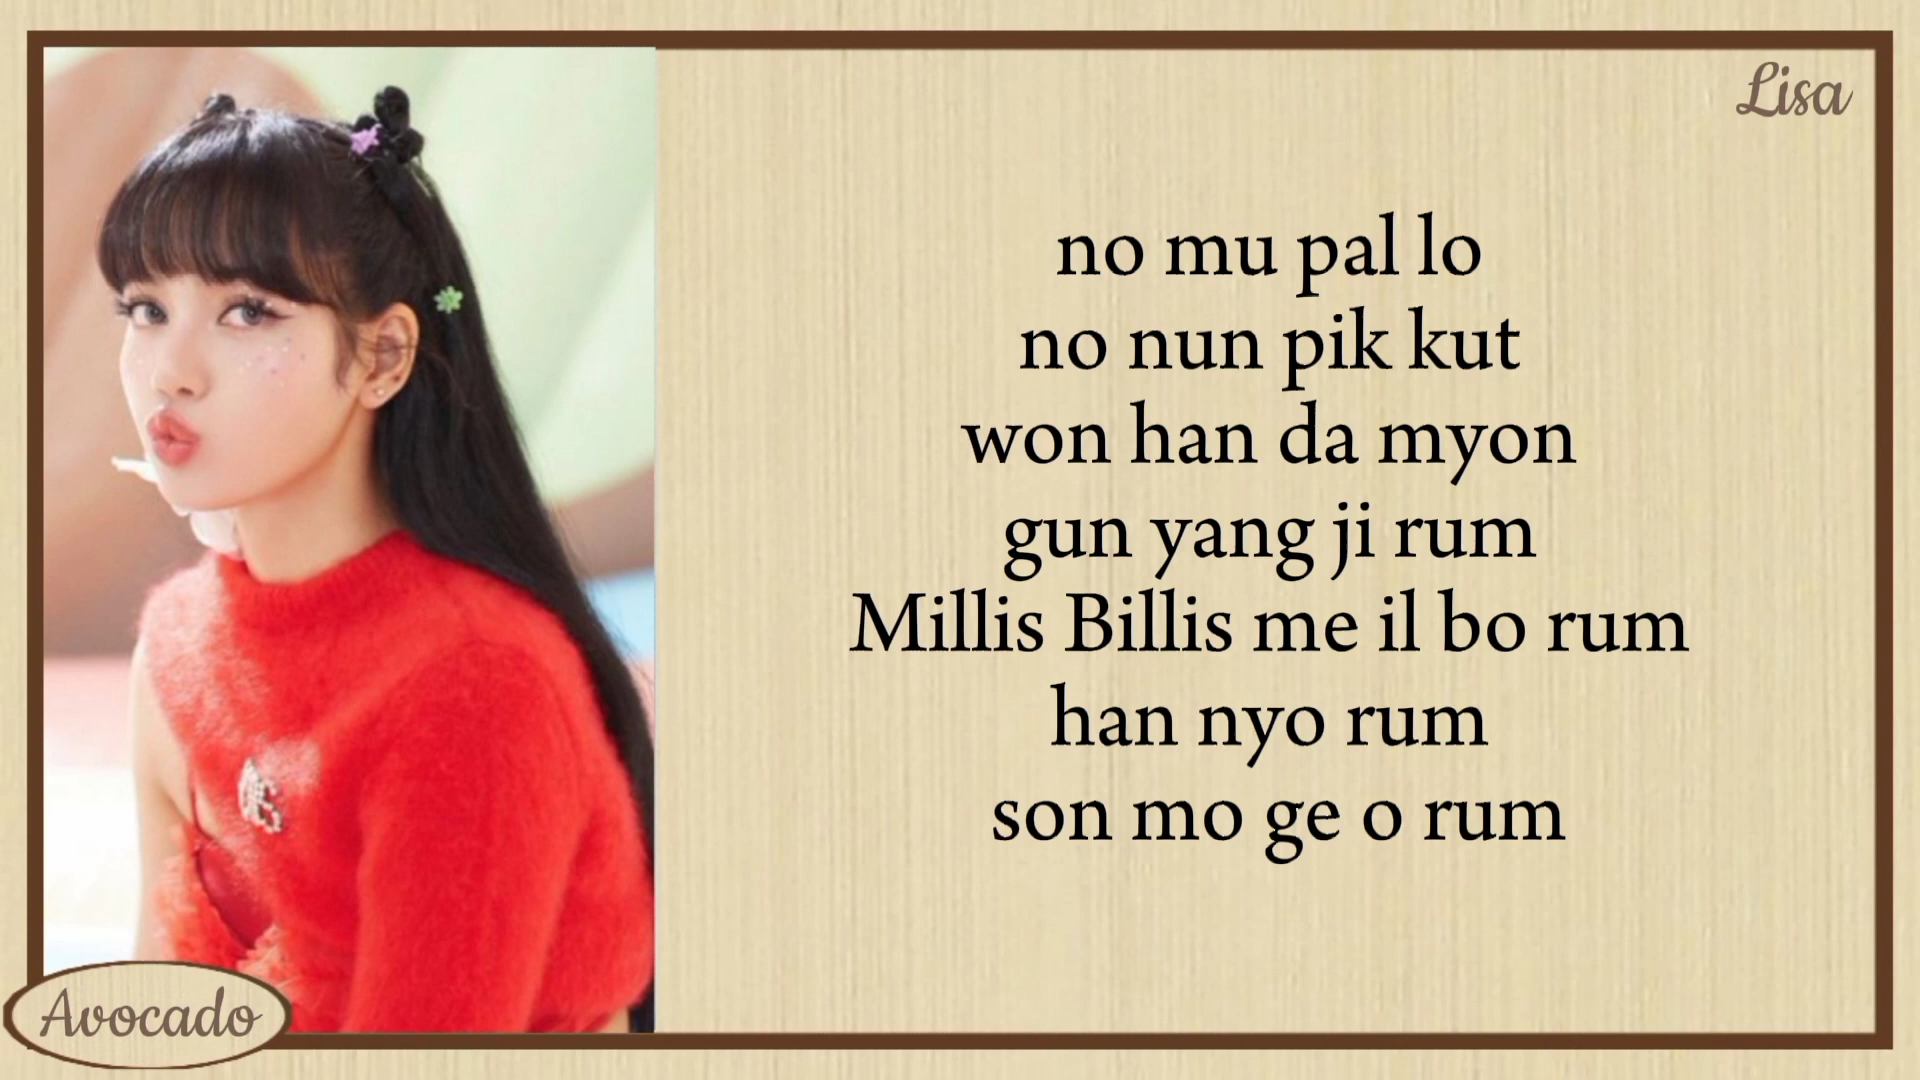 Lisa
no mu pal lo
no nun pik kut
won han da myon
gun yang ji rum
Millis Billis me il bo rum
han nyo rum
son mo ge o rum
Avocado